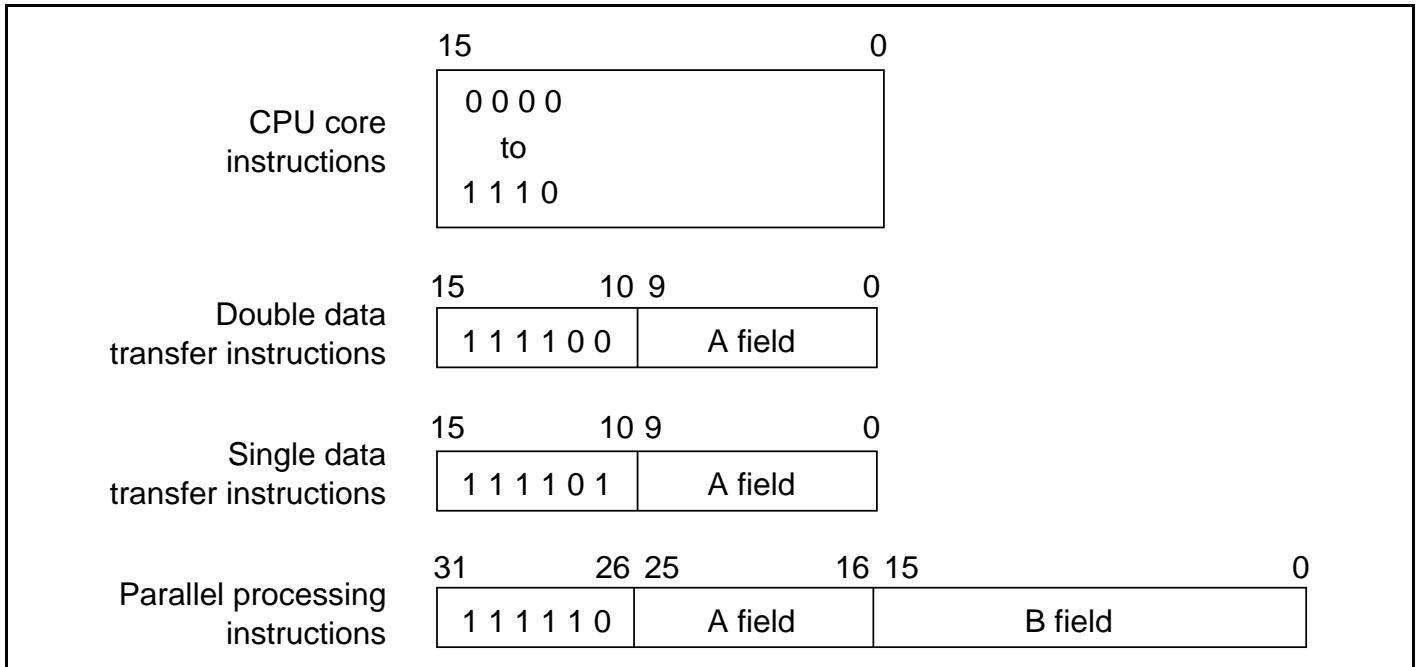 15 0
CPU core
instructions
0 0 0 0
to
1 1 1 0
15 10 9 0
Double data
transfer instructions
1 1 1 1 0 0 A field
15 10 9 0
Single data
transfer instructions
1 1 1 1 0 1 A field
31 26 25 16 15 0
Parallel processing
instructions
1 1 1 1 1 0 A field B field